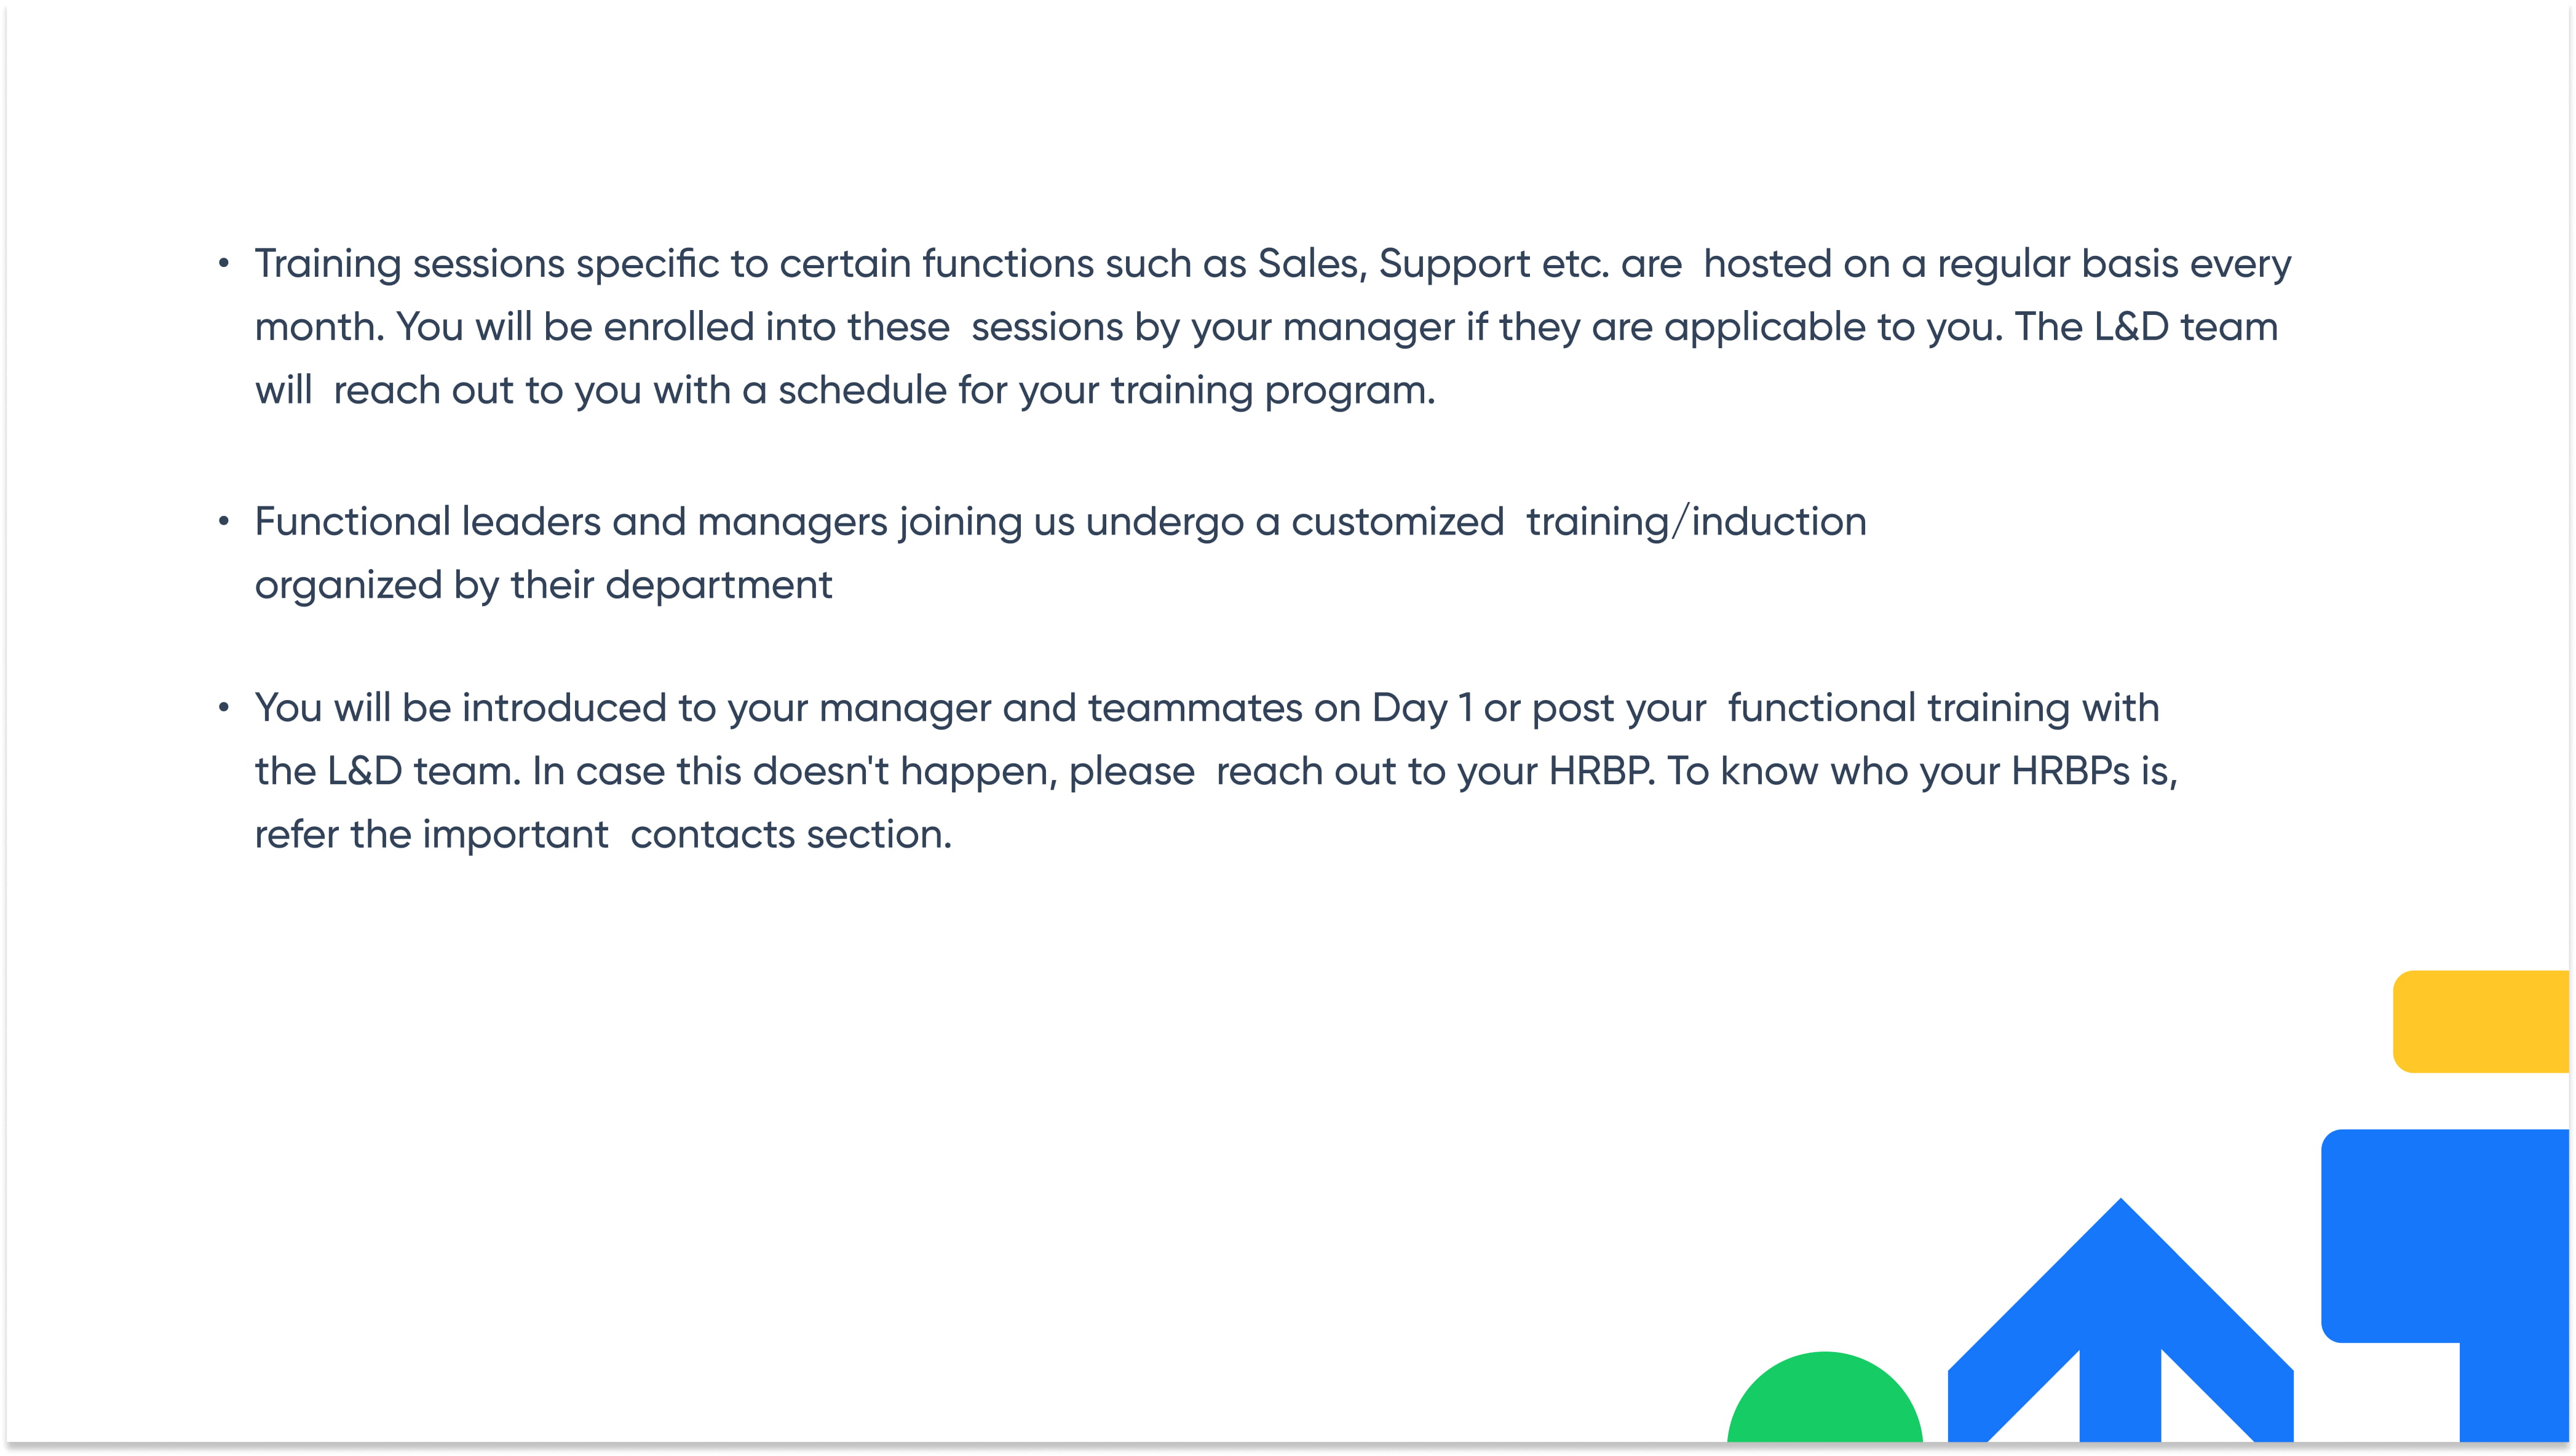 • Training sessions specific to certain functions such as Sales, Support etc. are  hosted on a regular basis every
month. You will be enrolled into these  sessions by your manager if they are applicable to you. The L&D team
will  reach out to you with a schedule for your training program.
• Functional leaders and managers joining us undergo a customized  training/induction
organized by their department
• You will be introduced to your manager and teammates on Day 1 or post your  functional training with
the L&D team. In case this doesn't happen, please  reach out to your HRBP. To know who your HRBPs is,
refer the important  contacts section.